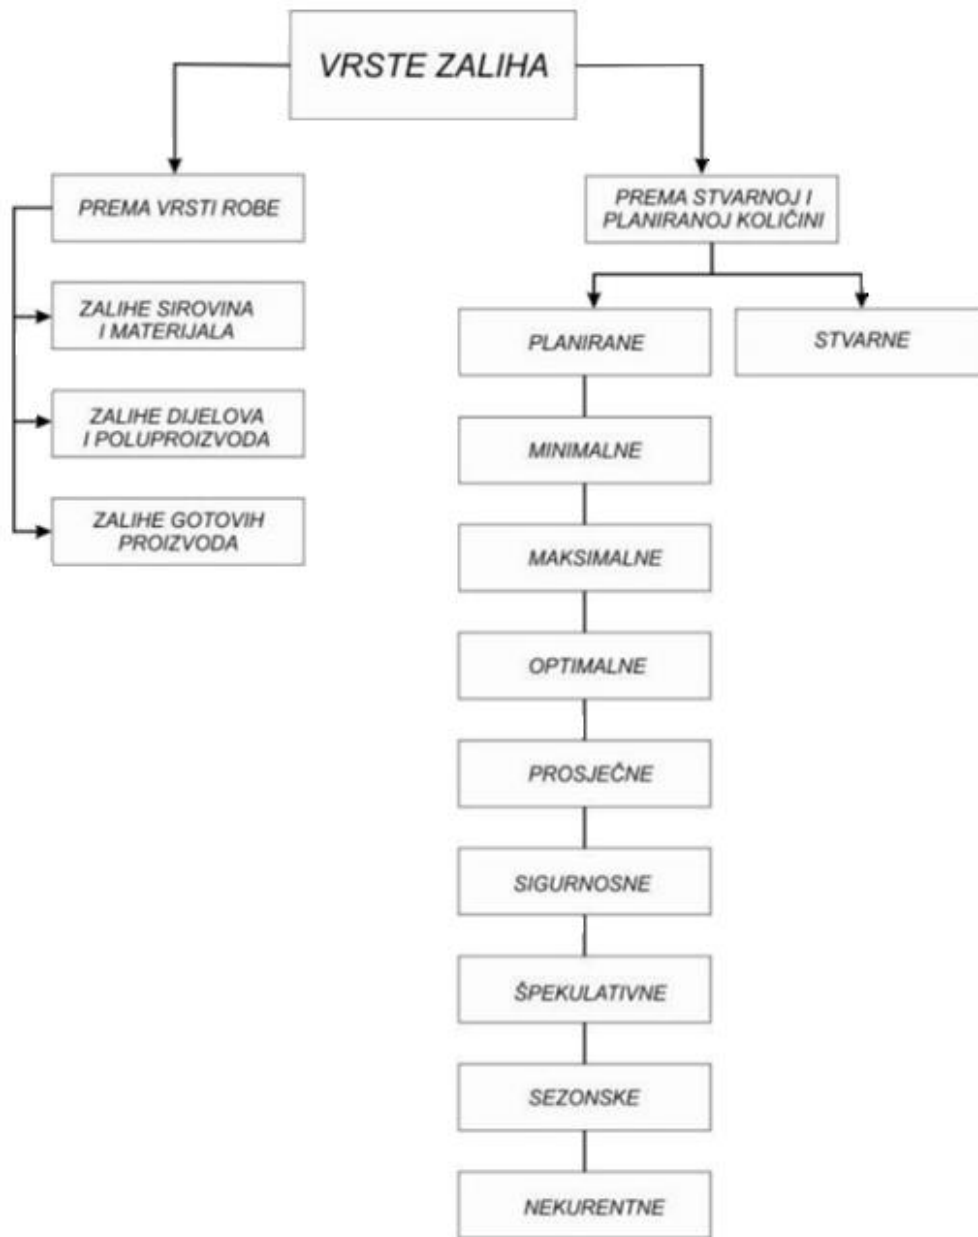 VRSTE ZALIHA
PREMA VRSTI ROBE
ZALIHE SIROVINA
I MATERIJALA
ZALIHE DIJELOVA
I POLUPROIZVODA
ZALIHE GOTOVIH
PROIZVODA
PREMA STVARNOJ I
PLANIRANOJ KOLIČINI
PLANIRANE
STVARNE
MINIMALNE
MAKSIMALNE
OPTIMALNE
PROSJEČNE
SIGURNOSNE
ŠPEKULATIVNE
SEZONSKE
NEKURENTNE